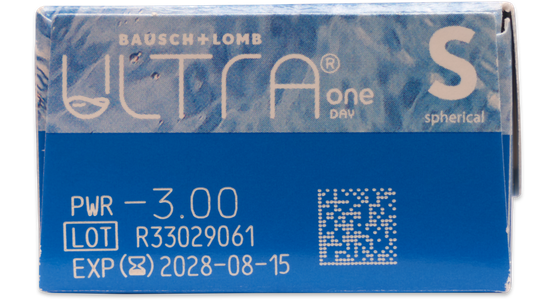 BAUSCH+LOMB
ULTRA®
one
DAY
S
spherical
PWR -3.00
LOT R33029061
EXP (⌛) 2028-08-15